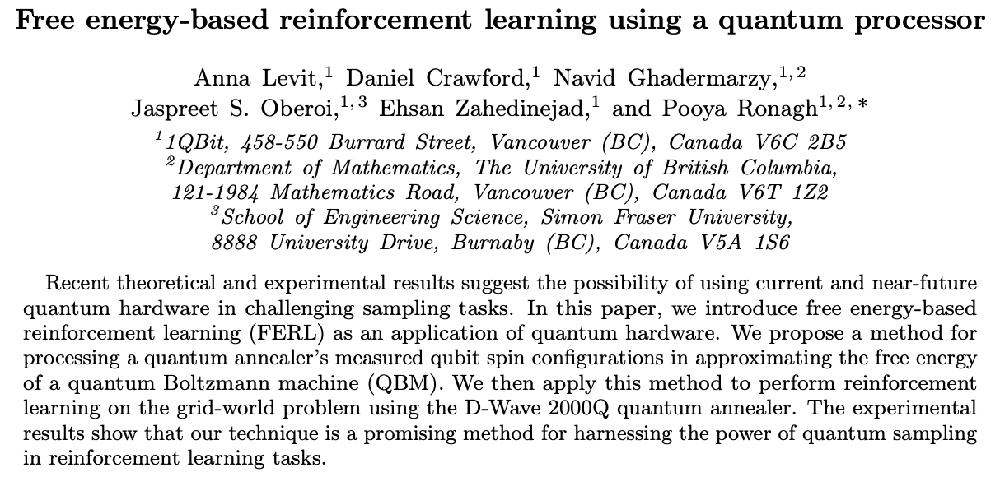 Free energy-based reinforcement learning using a quantum processor
Anna Levit,1 Daniel Crawford,1 Navid Ghadermarzy,1, 2
Jaspreet S. Oberoi,1, 3 Ehsan Zahedinejad,1 and Pooya Ronagh1, 2, *
1 1QBit, 458-550 Burrard Street, Vancouver (BC), Canada V6C 2B5
2 Department of Mathematics, The University of British Columbia,
121-1984 Mathematics Road, Vancouver (BC), Canada V6T 1Z2
3 School of Engineering Science, Simon Fraser University,
8888 University Drive, Burnaby (BC), Canada V5A 1S6
Recent theoretical and experimental results suggest the possibility of using current and near-future
quantum hardware in challenging sampling tasks. In this paper, we introduce free energy-based
reinforcement learning (FERL) as an application of quantum hardware. We propose a method for
processing a quantum annealer's measured qubit spin configurations in approximating the free energy
of a quantum Boltzmann machine (QBM). We then apply this method to perform reinforcement
learning on the grid-world problem using the D-Wave 2000Q quantum annealer. The experimental
results show that our technique is a promising method for harnessing the power of quantum sampling
in reinforcement learning tasks.